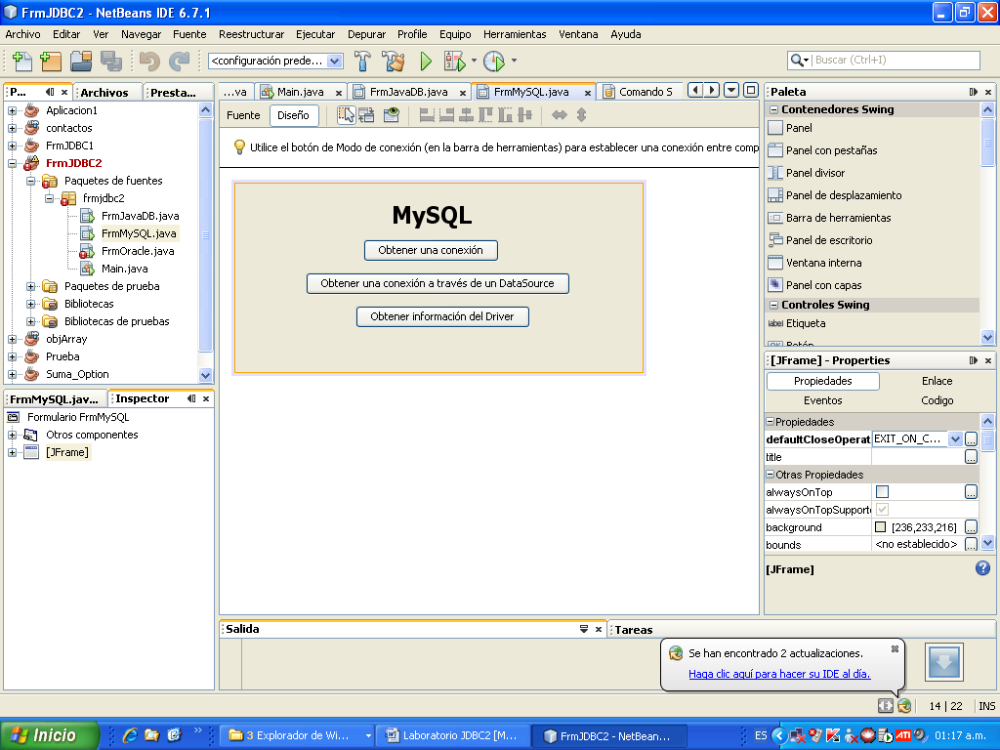 FrmJDBC2 - NetBeans IDE 6.7.1
Archivo Editar Ver Navegar Fuente Reestructurar Ejecutar Depurar Profile Equipo Herramientas Ventana Ayuda
<configuración prede...
Buscar (Ctrl+I)
P... Archivos Presta...
Aplicacion1
contactos
FrmJDBC1
FrmJDBC2
Paquetes de fuentes
frmjdbc2
FrmJavaDB.java
FrmMySQL.java
FrmOracle.java
Main.java
Paquetes de prueba
Bibliotecas
Bibliotecas de pruebas
objArray
Prueba
Suma_Option
FrmMySQL.jav... Inspector
Formulario FrmMySQL
Otros componentes
[JFrame]
...va Main.java FrmJavaDB.java FrmMySQL.java Comando S
Fuente Diseño
Utilice el botón de Modo de conexión (en la barra de herramientas) para establecer una conexión entre comp
MySQL
Obtener una conexión
Obtener una conexión a través de un DataSource
Obtener información del Driver
Paleta
Contenedores Swing
Panel
Panel con pestañas
Panel divisor
Panel de desplazamiento
Barra de herramientas
Panel de escritorio
Ventana interna
Panel con capas
Controles Swing
label Etiqueta
OK Botón
[JFrame] - Properties
Propiedades Enlace
Eventos Codigo
Propiedades
defaultCloseOperat EXIT_ON_C... ...
title ...
Otras Propiedades
alwaysOnTop ...
alwaysOnTopSupporte
background [236,233,216] ...
bounds <no establecido> ...
[JFrame]
Salida Tareas
Se han encontrado 2 actualizaciones.
Haga clic aquí para hacer su IDE al día.
14 | 22 INS
Inicio 3 Explorador de Wi... Laboratorio JDBC2 [M... FrmJDBC2 - NetBean... ES ATI 01:17 a.m.